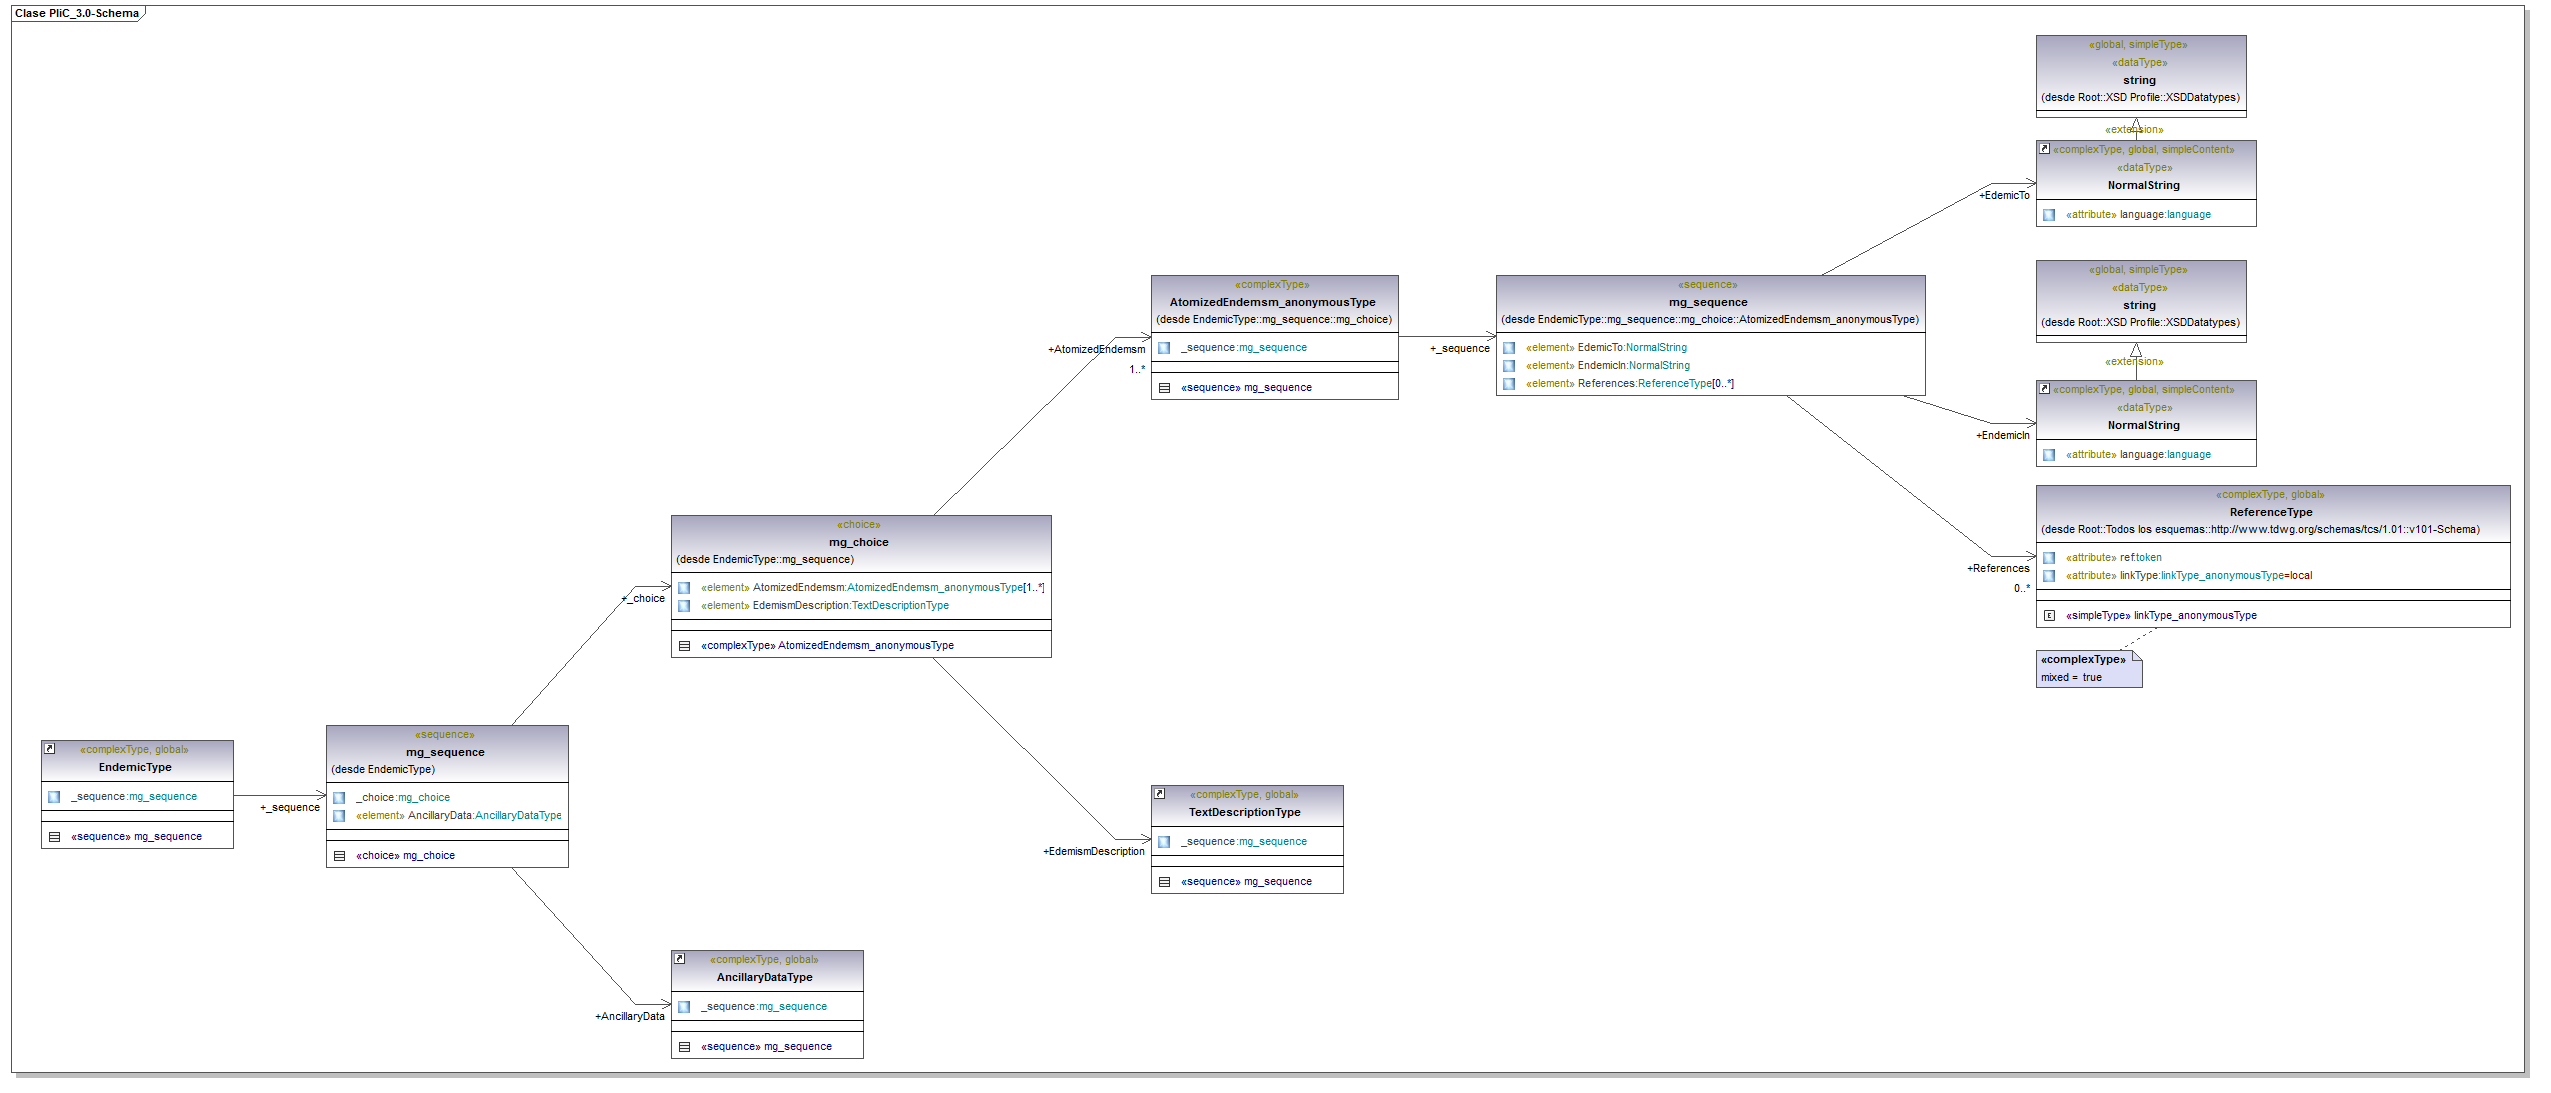 Clase PliC_3.0-Schema
«global, simpleType»
«dataType»
string
(desde Root::XSD Profile::XSDDatatypes)
«extension»
«complexType, global, simpleContent»
«dataType»
NormalString
«attribute» language:language
+EdemicTo
«global, simpleType»
«dataType»
string
(desde Root::XSD Profile::XSDDatatypes)
«extension»
«complexType, global, simpleContent»
«dataType»
NormalString
«attribute» language:language
+EndemicIn
«complexType»
AtomizedEndemsm_anonymousType
(desde EndemicType::mg_sequence::mg_choice)
_sequence:mg_sequence
«sequence» mg_sequence
+AtomizedEndemsm
1..*
+_sequence
«sequence»
mg_sequence
(desde EndemicType::mg_sequence::mg_choice::AtomizedEndemsm_anonymousType)
«element» EdemicTo:NormalString
«element» EndemicIn:NormalString
«element» References:ReferenceType[0..*]
«complexType, global»
ReferenceType
(desde Root::Todos los esquemas::http://www.tdwg.org/schemas/tcs/1.01::v101-Schema)
«attribute» ref:token
«attribute» linkType:linkType_anonymousType=local
«simpleType» linkType_anonymousType
+References
0..*
«complexType»
mixed = true
«choice»
mg_choice
(desde EndemicType::mg_sequence)
«element» AtomizedEndemsm:AtomizedEndemsm_anonymousType[1..*]
«element» EdemismDescription:TextDescriptionType
«complexType» AtomizedEndemsm_anonymousType
+_choice
«complexType, global»
EndemicType
_sequence:mg_sequence
«sequence» mg_sequence
+_sequence
«sequence»
mg_sequence
(desde EndemicType)
_choice:mg_choice
«element» AncillaryData:AncillaryDataType
«choice» mg_choice
«complexType, global»
TextDescriptionType
_sequence:mg_sequence
«sequence» mg_sequence
+EdemismDescription
«complexType, global»
AncillaryDataType
_sequence:mg_sequence
«sequence» mg_sequence
+AncillaryData